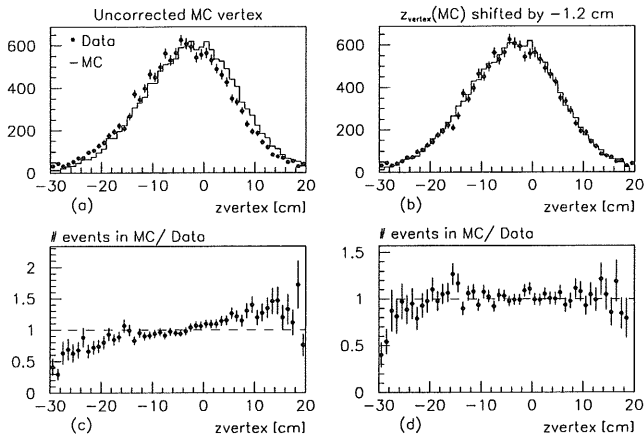 Uncorrected MC vertex
600
400
200
0
Data
MC
−30 −20 −10 0 10 20
(a) zvertex [cm]
z_vertex(MC) shifted by −1.2 cm
600
400
200
0
−30 −20 −10 0 10 20
(b) zvertex [cm]
# events in MC/ Data
2
1.5
1
0.5
0
−30 −20 −10 0 10 20
(c) zvertex [cm]
# events in MC/ Data
1.5
1
0.5
0
−30 −20 −10 0 10 20
(d) zvertex [cm]